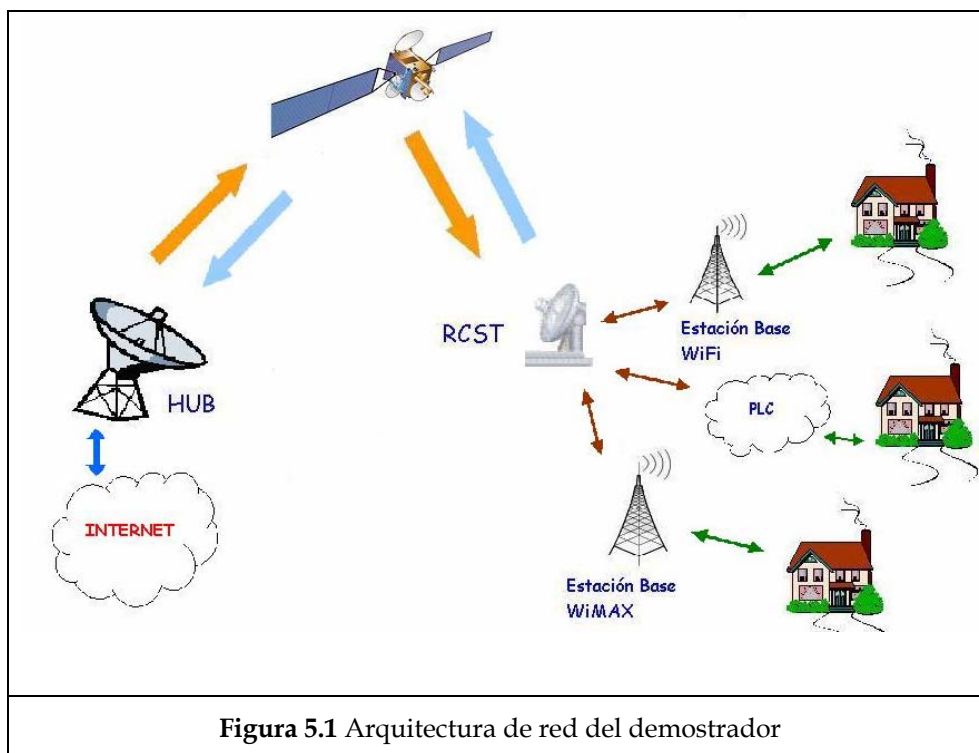 RCST
Estación Base
WiFi
HUB
PLC
INTERNET
Estación Base
WiMAX
Figura 5.1 Arquitectura de red del demostrador